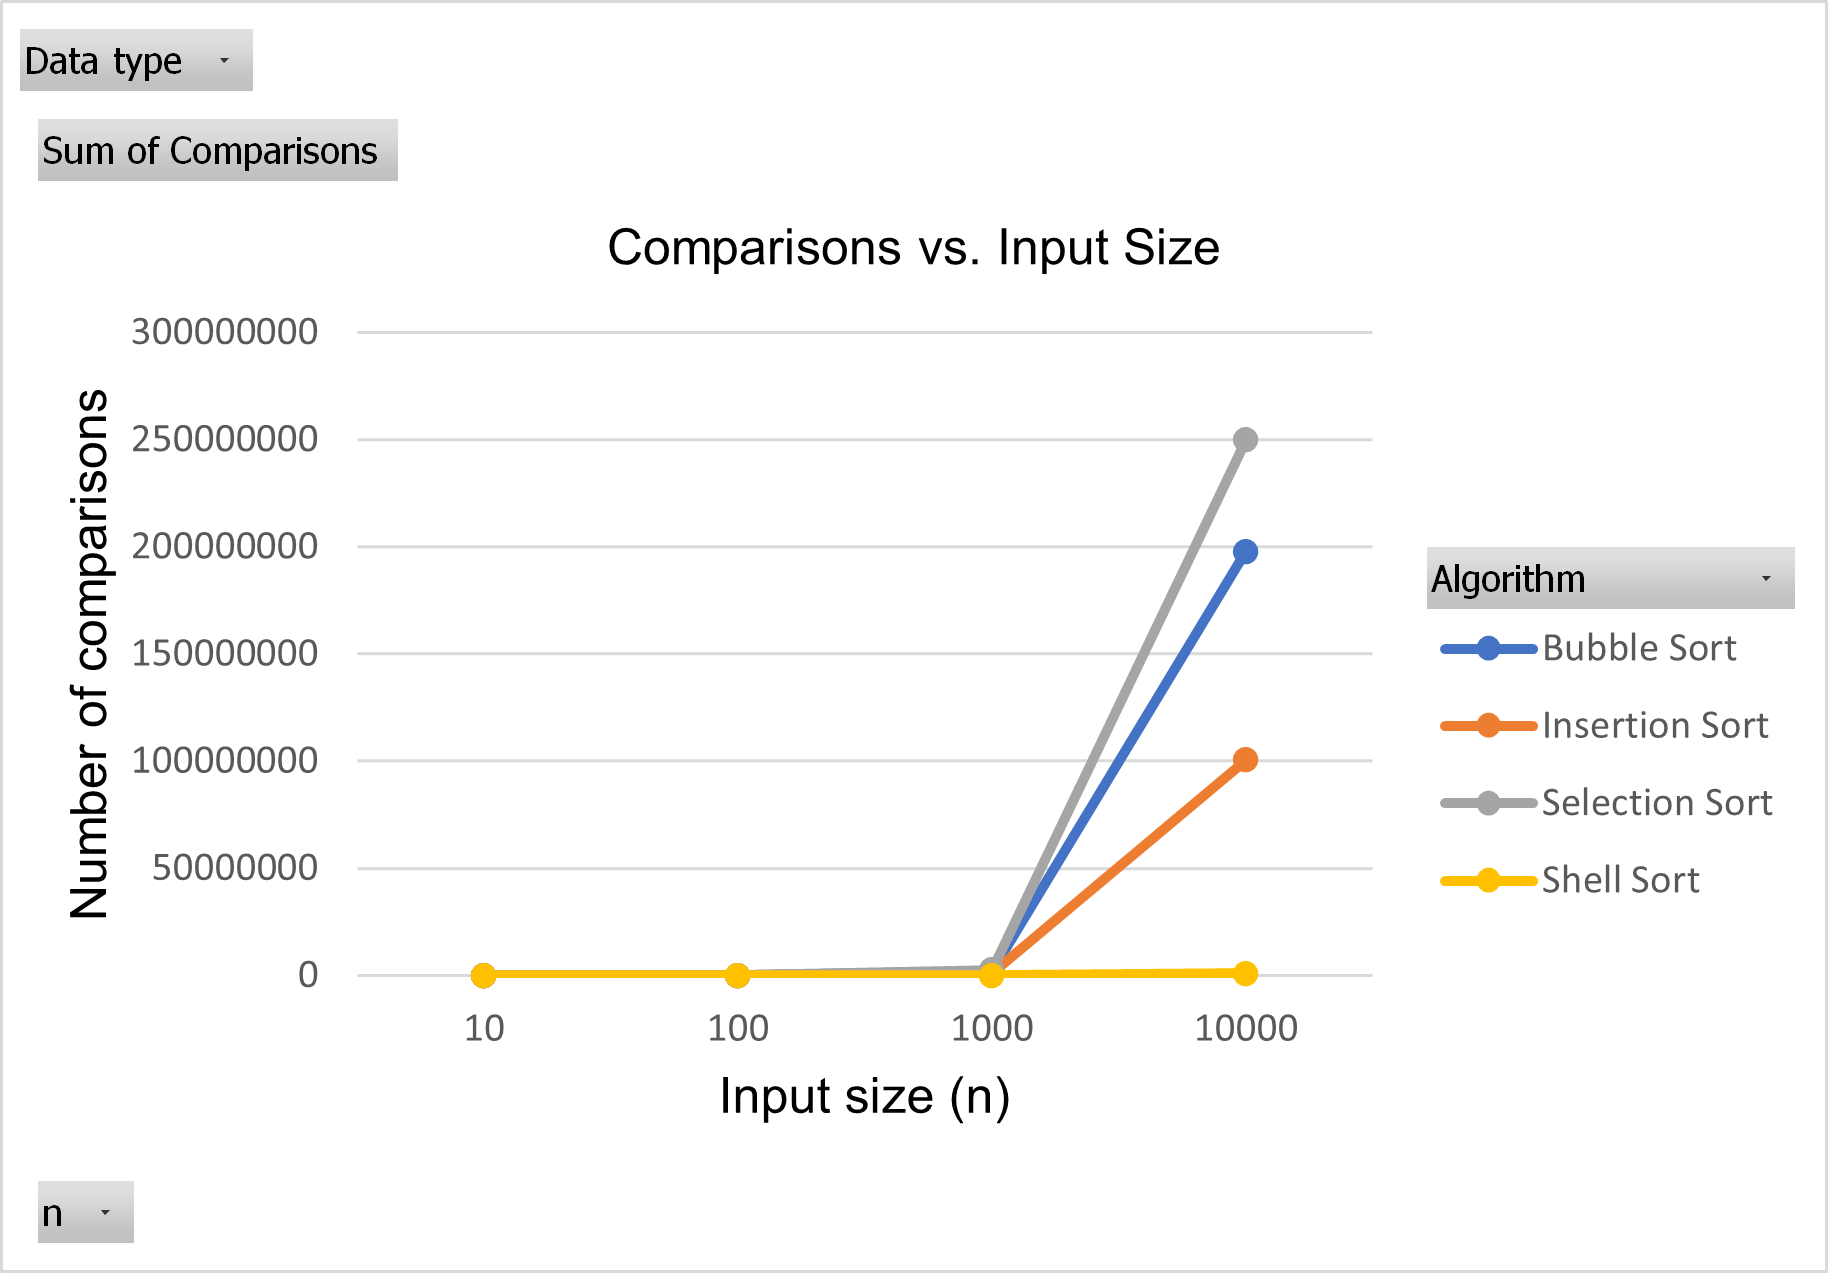 Data type
Sum of Comparisons
Comparisons vs. Input Size
Number of comparisons
300000000
250000000
200000000
150000000
100000000
50000000
0
10 100 1000 10000
Input size (n)
Algorithm
Bubble Sort
Insertion Sort
Selection Sort
Shell Sort
n